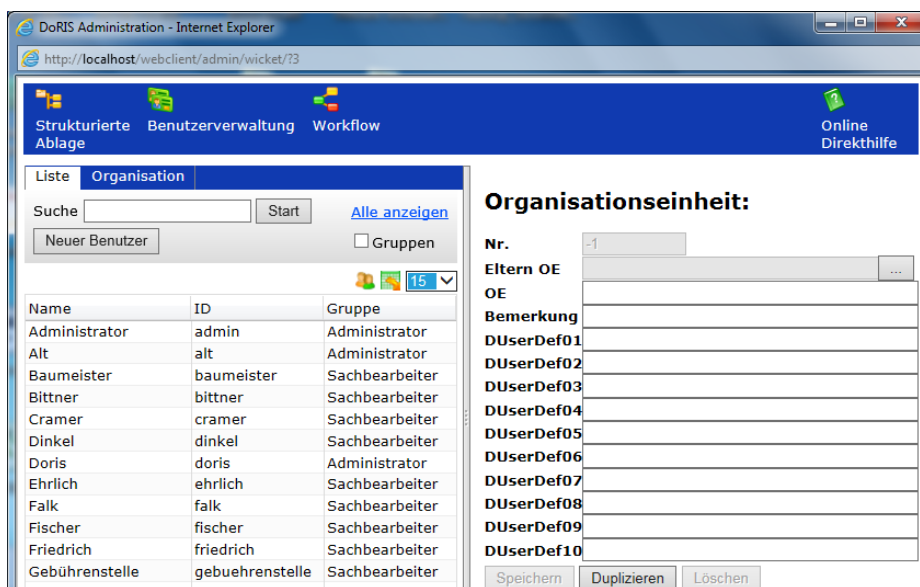 DoRIS Administration - Internet Explorer
http://localhost/webclient/admin/wicket/?3
Strukturierte Ablage
Benutzerverwaltung
Workflow
Online Direkthilfe
Liste Organisation
Suche Start Alle anzeigen
Neuer Benutzer Gruppen
15
Name ID Gruppe
Administrator admin Administrator
Alt alt Administrator
Baumeister baumeister Sachbearbeiter
Bittner bittner Sachbearbeiter
Cramer cramer Sachbearbeiter
Dinkel dinkel Sachbearbeiter
Doris doris Administrator
Ehrlich ehrlich Sachbearbeiter
Falk falk Sachbearbeiter
Fischer fischer Sachbearbeiter
Friedrich friedrich Sachbearbeiter
Gebührenstelle gebuehrenstelle Sachbearbeiter
Organisationseinheit:
Nr. -1
Eltern OE ...
OE
Bemerkung
DUserDef01
DUserDef02
DUserDef03
DUserDef04
DUserDef05
DUserDef06
DUserDef07
DUserDef08
DUserDef09
DUserDef10
Speichern Duplizieren Löschen